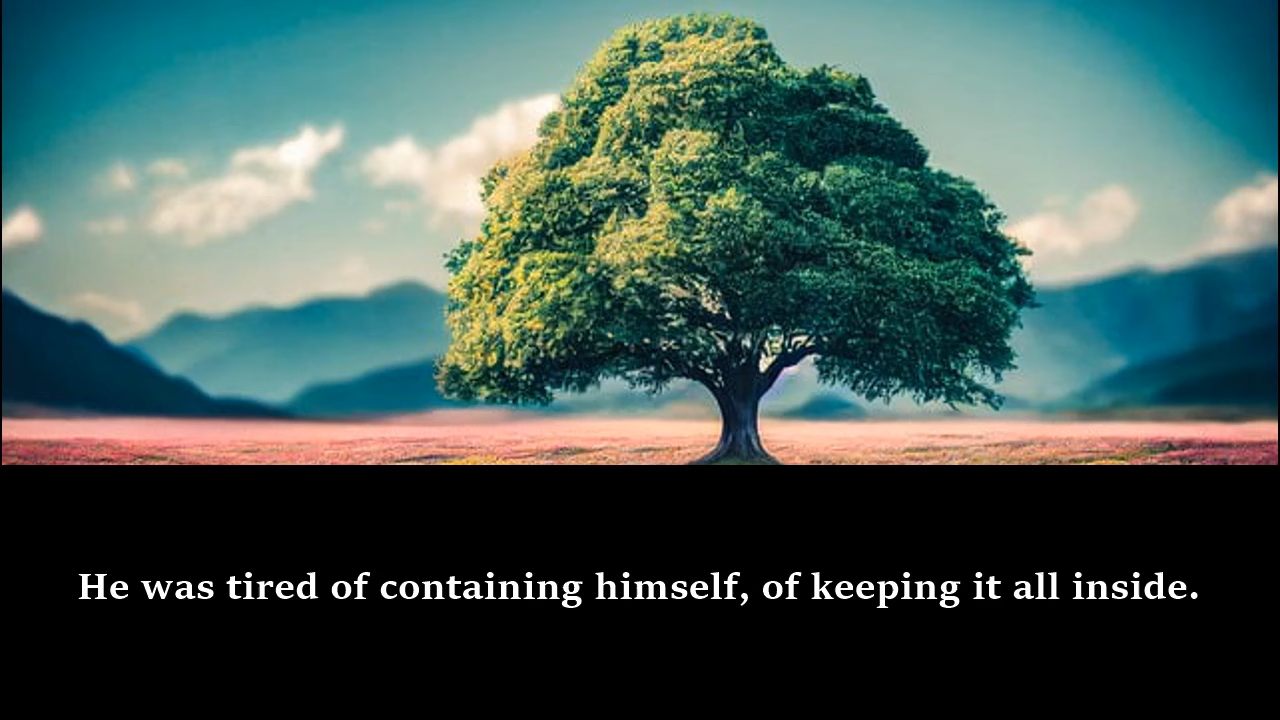 He was tired of containing himself, of keeping it all inside.